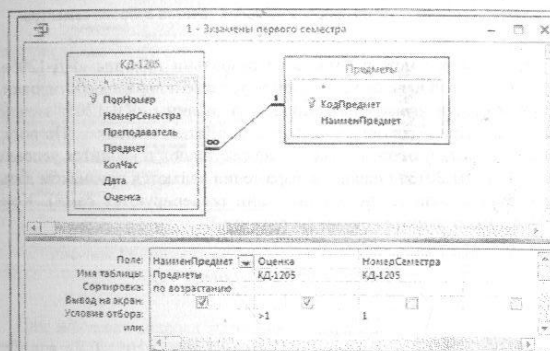 1 - Экзамены первого семестра
КД-1205
*
ПорНомер
НомерСеместра
Преподаватель
Предмет
КолЧас
Дата
Оценка
Предметы
*
КодПредмет
НаименПредмет
1
∞
Поле: НаименПредмет Оценка НомерСеместра
Имя таблицы: Предметы КД-1205 КД-1205
Сортировка: по возрастанию
Вывод на экран:
Условие отбора: >1 1
или: